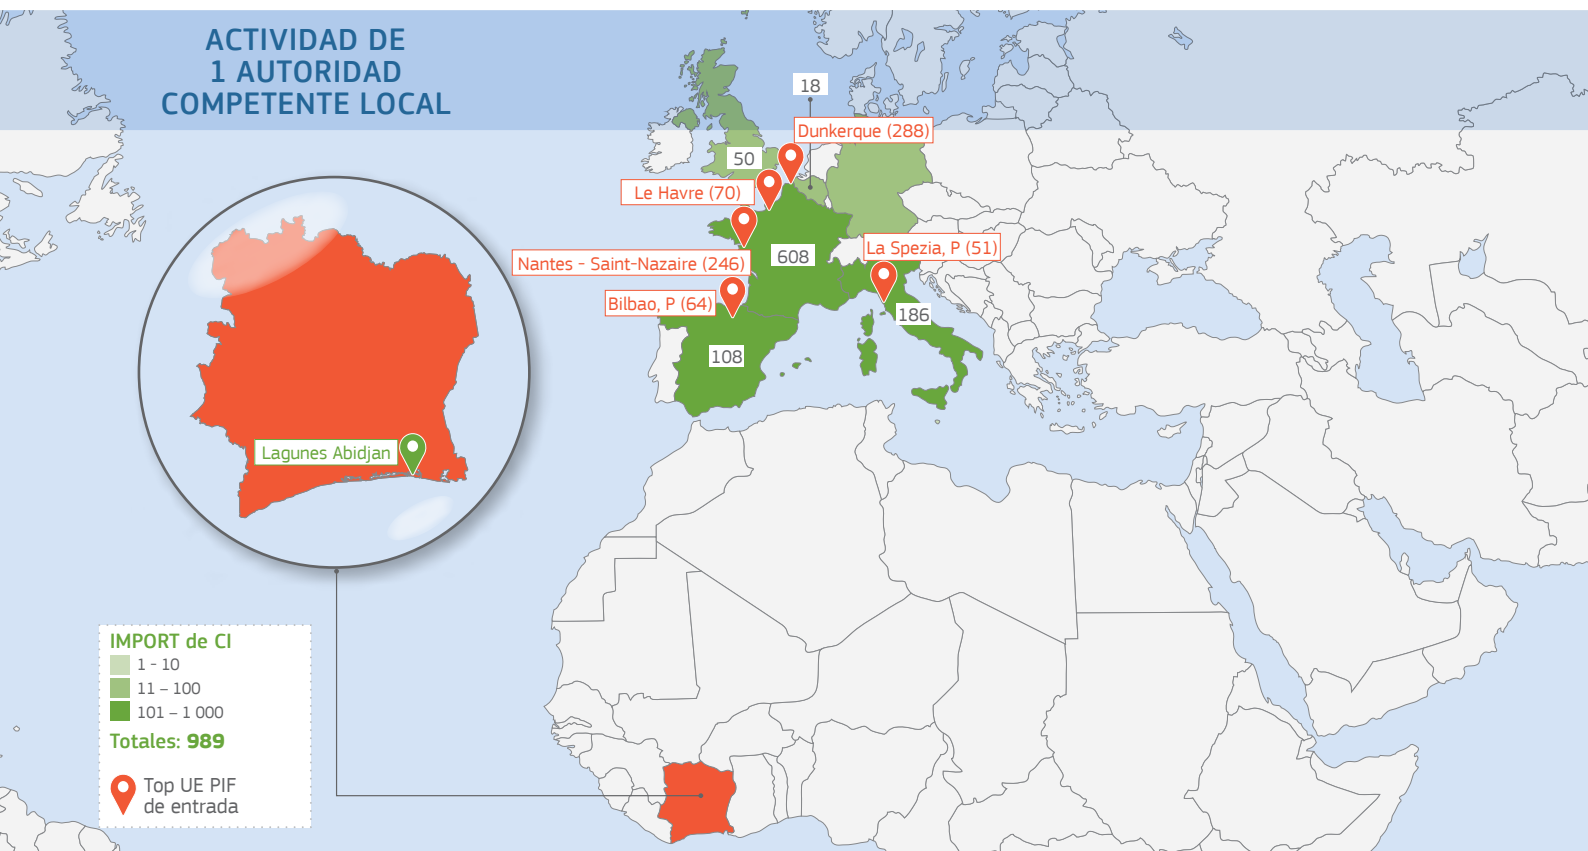 ACTIVIDAD DE
1 AUTORIDAD
COMPETENTE LOCAL
18
Dunkerque (288)
50
Le Havre (70)
La Spezia, P (51)
608
Nantes - Saint-Nazaire (246)
Bilbao, P (64)
186
108
Lagunes Abidjan
IMPORT de CI
1 - 10
11 – 100
101 – 1 000
Totales: 989
Top UE PIF
de entrada